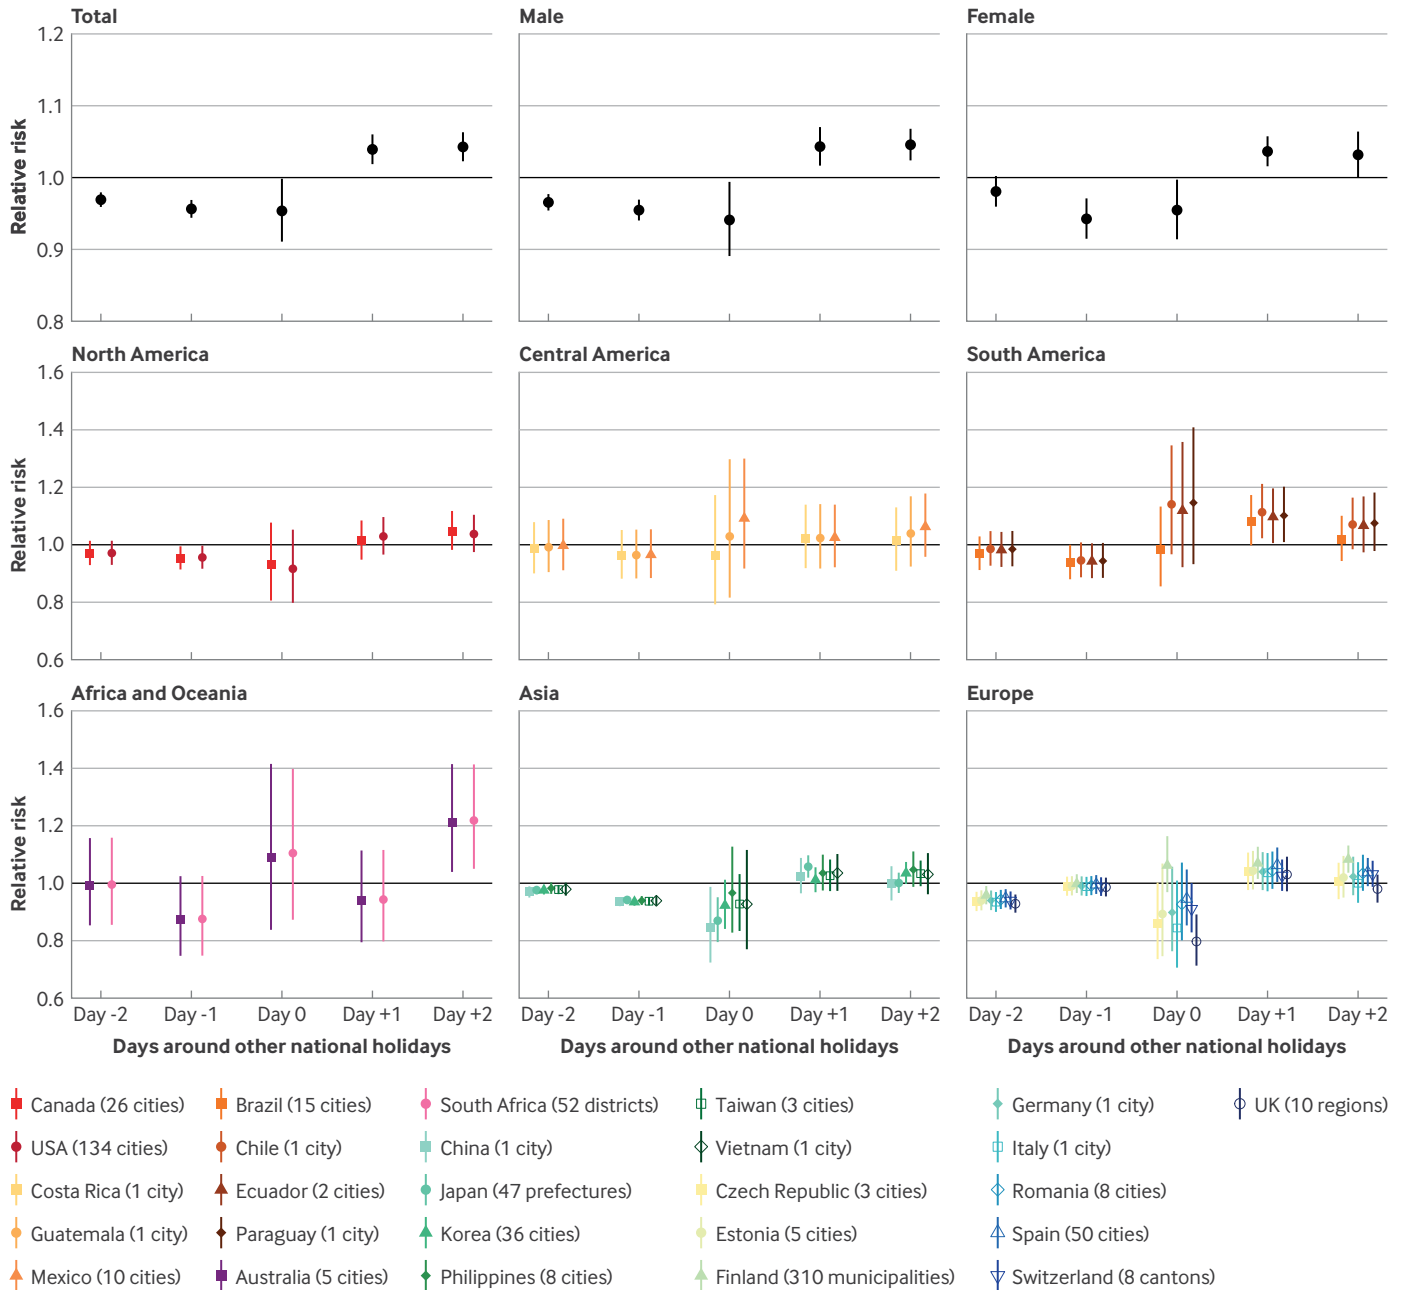 Total Male Female
1.2
1.1
1.0
0.9
0.8
Relative risk
North America Central America South America
1.6
1.4
1.2
1.0
0.8
0.6
Relative risk
Africa and Oceania Asia Europe
1.6
1.4
1.2
1.0
0.8
0.6
Relative risk
Day -2 Day -1 Day 0 Day +1 Day +2 Day -2 Day -1 Day 0 Day +1 Day +2 Day -2 Day -1 Day 0 Day +1 Day +2
Days around other national holidays Days around other national holidays Days around other national holidays
Canada (26 cities) Brazil (15 cities) South Africa (52 districts) Taiwan (3 cities) Germany (1 city) UK (10 regions)
USA (134 cities) Chile (1 city) China (1 city) Vietnam (1 city) Italy (1 city)
Costa Rica (1 city) Ecuador (2 cities) Japan (47 prefectures) Czech Republic (3 cities) Romania (8 cities)
Guatemala (1 city) Paraguay (1 city) Korea (36 cities) Estonia (5 cities) Spain (50 cities)
Mexico (10 cities) Australia (5 cities) Philippines (8 cities) Finland (310 municipalities) Switzerland (8 cantons)